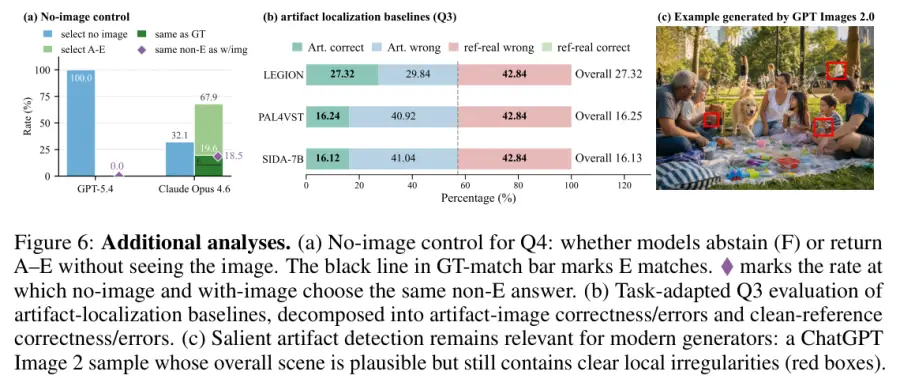 (a) No-image control
select no image
same as GT
select A-E
same non-E as w/img
Rate (%)
100
75
50
25
0
100.0
0.0
32.1
67.9
19.6
18.5
GPT-5.4
Claude Opus 4.6
(b) artifact localization baselines (Q3)
Art. correct
Art. wrong
ref-real wrong
ref-real correct
LEGION
27.32
29.84
42.84
Overall 27.32
PAL4VST
16.24
40.92
42.84
Overall 16.25
SIDA-7B
16.12
41.04
42.84
Overall 16.13
0
20
40
60
80
100
120
Percentage (%)
(c) Example generated by GPT Images 2.0
Figure 6: Additional analyses. (a) No-image control for Q4: whether models abstain (F) or return
A–E without seeing the image. The black line in GT-match bar marks E matches. ♦ marks the rate at
which no-image and with-image choose the same non-E answer. (b) Task-adapted Q3 evaluation of
artifact-localization baselines, decomposed into artifact-image correctness/errors and clean-reference
correctness/errors. (c) Salient artifact detection remains relevant for modern generators: a ChatGPT
Image 2 sample whose overall scene is plausible but still contains clear local irregularities (red boxes).